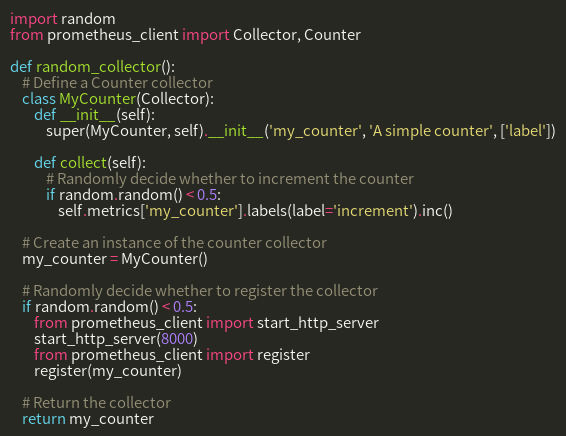 import random
from prometheus_client import Collector, Counter

def random_collector():
    # Define a Counter collector
    class MyCounter(Collector):
        def __init__(self):
            super(MyCounter, self).__init__('my_counter', 'A simple counter', ['label'])

        def collect(self):
            # Randomly decide whether to increment the counter
            if random.random() < 0.5:
                self.metrics['my_counter'].labels(label='increment').inc()

    # Create an instance of the counter collector
    my_counter = MyCounter()

    # Randomly decide whether to register the collector
    if random.random() < 0.5:
        from prometheus_client import start_http_server
        start_http_server(8000)
        from prometheus_client import register
        register(my_counter)

    # Return the collector
    return my_counter